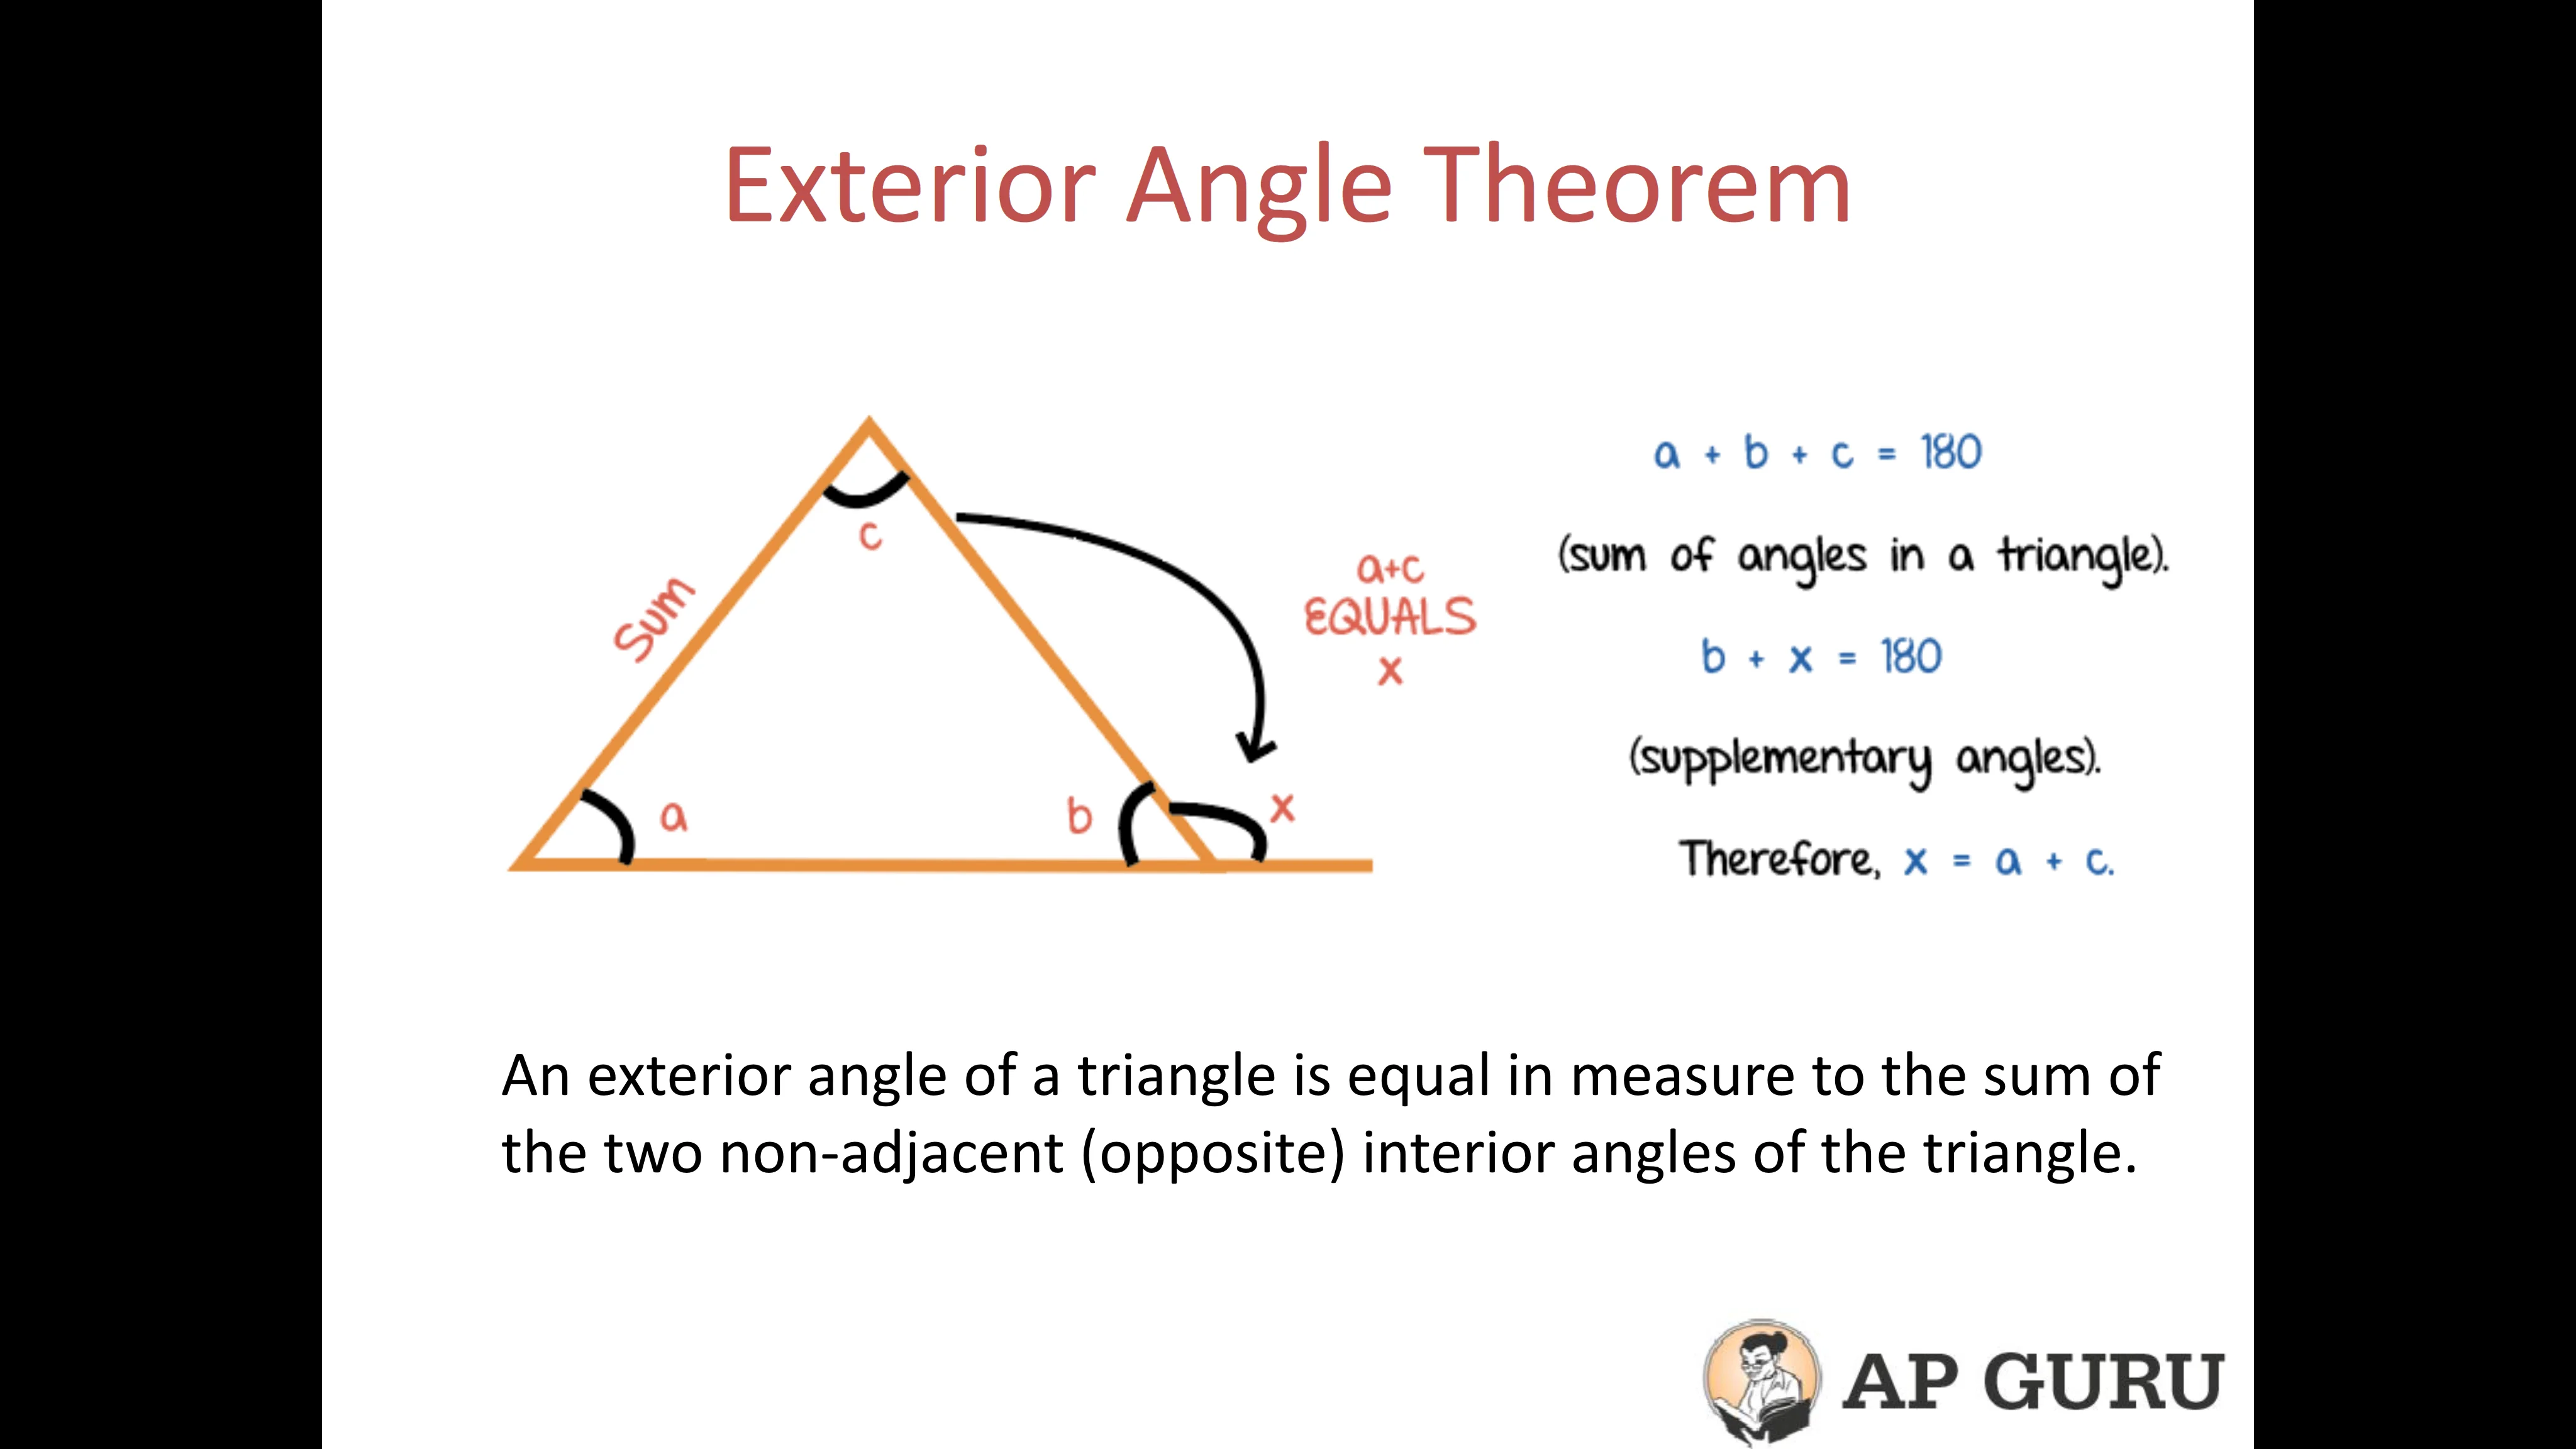 Exterior Angle Theorem
c
Sum
a
b
x
a+c
EQUALS
x
a + b + c = 180
(sum of angles in a triangle).
b + x = 180
(supplementary angles).
Therefore, x = a + c.
An exterior angle of a triangle is equal in measure to the sum of
the two non-adjacent (opposite) interior angles of the triangle.
AP GURU